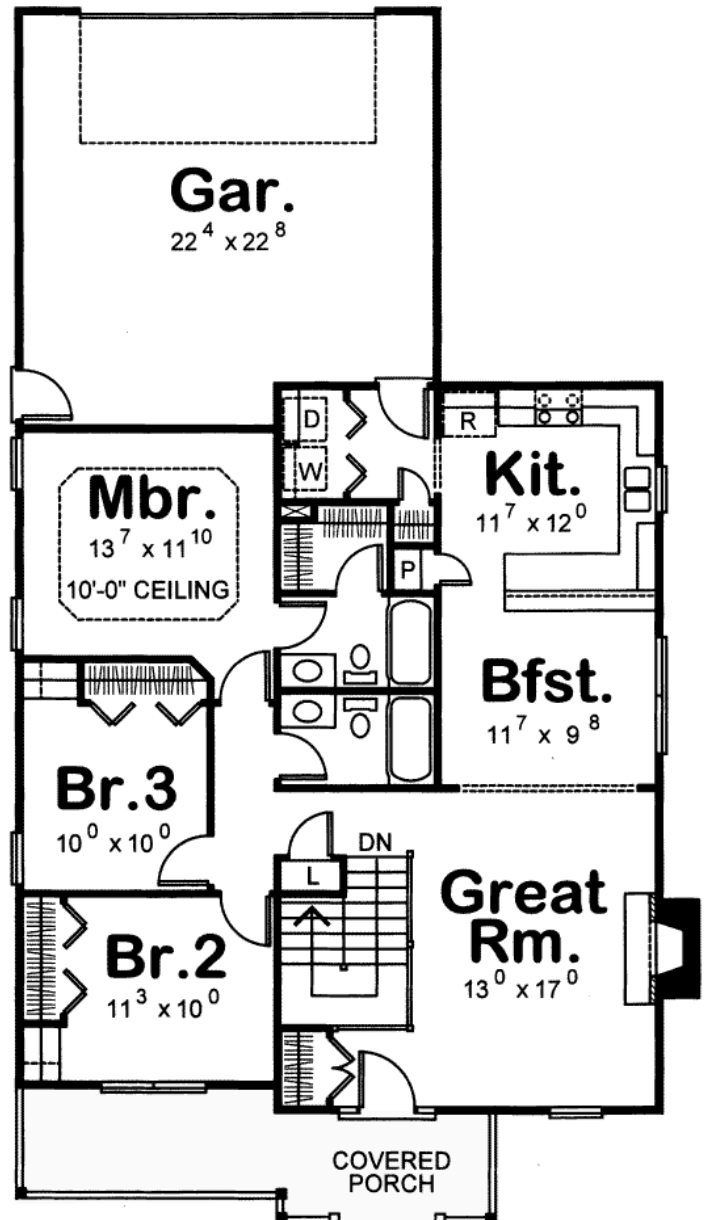 Gar.
22 4 x 22 8
D
W
R
Kit.
11 7 x 12 0
Mbr.
13 7 x 11 10
10'-0" CEILING
P
Bfst.
11 7 x 9 8
Br.3
10 0 x 10 0
DN
L
Great
Rm.
13 0 x 17 0
Br.2
11 3 x 10 0
COVERED
PORCH